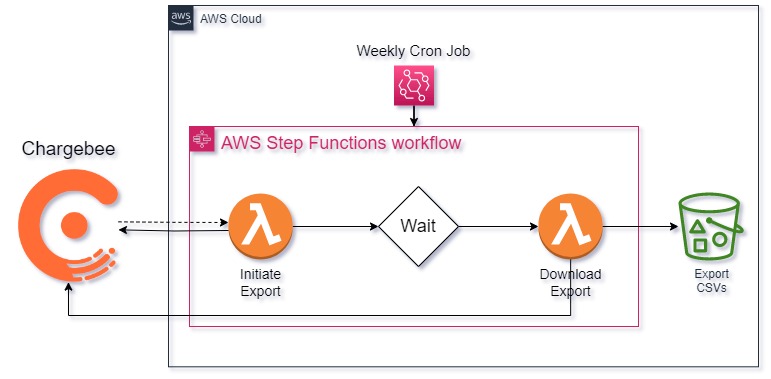 aws
AWS Cloud
Weekly Cron Job
AWS Step Functions workflow
Chargebee
Wait
Initiate
Export
Download
Export
Export
CSVs